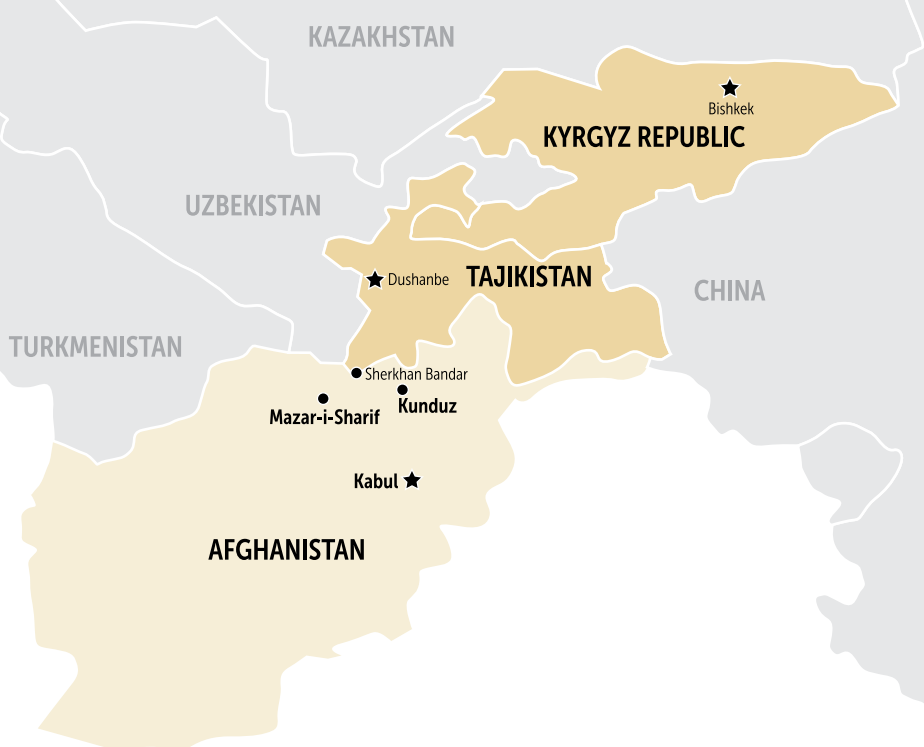 KAZAKHSTAN
Bishkek
KYRGYZ REPUBLIC
UZBEKISTAN
Dushanbe
TAJIKISTAN
CHINA
TURKMENISTAN
Sherkhan Bandar
Kunduz
Mazar-i-Sharif
Kabul
AFGHANISTAN